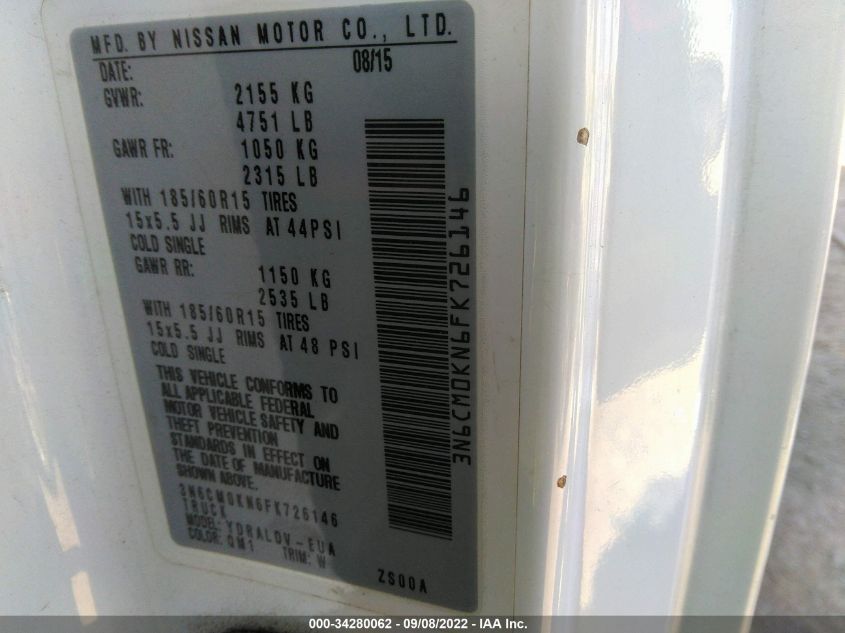 MFD. BY NISSAN MOTOR CO., LTD.
DATE: 08/15
GVWR: 2155 KG
4751 LB
GAWR FR: 1050 KG
2315 LB
WITH 185/60R15 TIRES
15x5.5 JJ RIMS AT 44PSI
COLD SINGLE
GAWR RR: 1150 KG
2535 LB
WITH 185/60R15 TIRES
15x5.5 JJ RIMS AT 48 PSI
COLD SINGLE
THIS VEHICLE CONFORMS TO
ALL APPLICABLE FEDERAL
MOTOR VEHICLE SAFETY AND
THEFT PREVENTION
STANDARDS IN EFFECT ON
THE DATE OF MANUFACTURE
SHOWN ABOVE.
3N6CM0KN6FK726146
TRUCK
MODEL: YDRALDV-EUA
COLOR: QM1 TRIM: W
ZS00A
3N6CM0KN6FK726146
000-34280062 - 09/08/2022 - IAA Inc.